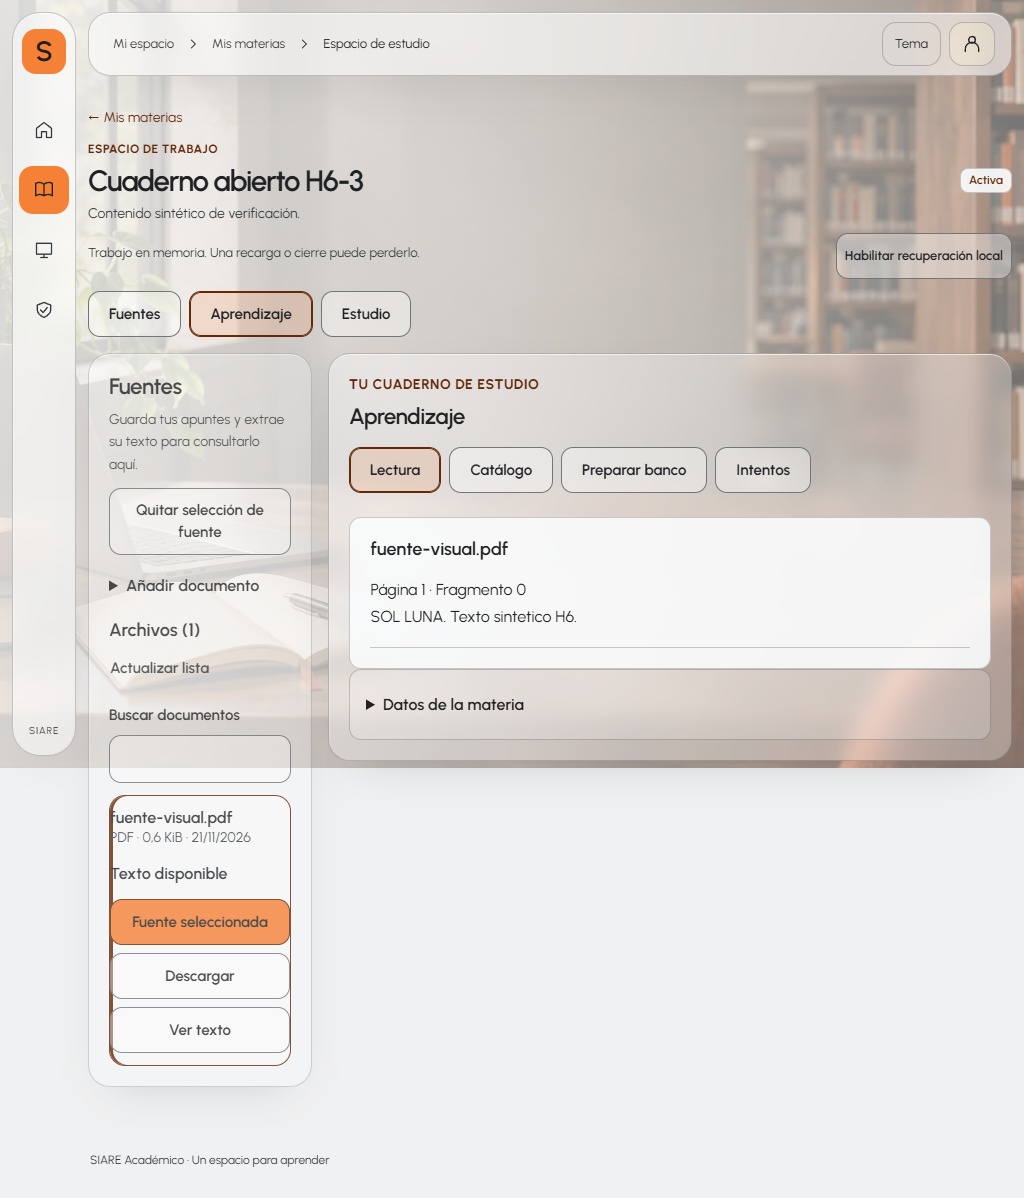 S
Mi espacio > Mis materias > Espacio de estudio
Tema
← Mis materias
ESPACIO DE TRABAJO
Cuaderno abierto H6-3
Activa
Contenido sintético de verificación.
Trabajo en memoria. Una recarga o cierre puede perderlo.
Habilitar recuperación local
Fuentes
Aprendizaje
Estudio
Fuentes
Guarda tus apuntes y extrae
su texto para consultarlo
aquí.
Quitar selección de
fuente
Añadir documento
Archivos (1)
Actualizar lista
Buscar documentos
fuente-visual.pdf
PDF · 0,6 KiB · 21/11/2026
Texto disponible
Fuente seleccionada
Descargar
Ver texto
TU CUADERNO DE ESTUDIO
Aprendizaje
Lectura
Catálogo
Preparar banco
Intentos
fuente-visual.pdf
Página 1 · Fragmento 0
SOL LUNA. Texto sintetico H6.
Datos de la materia
SIARE
SIARE Académico · Un espacio para aprender